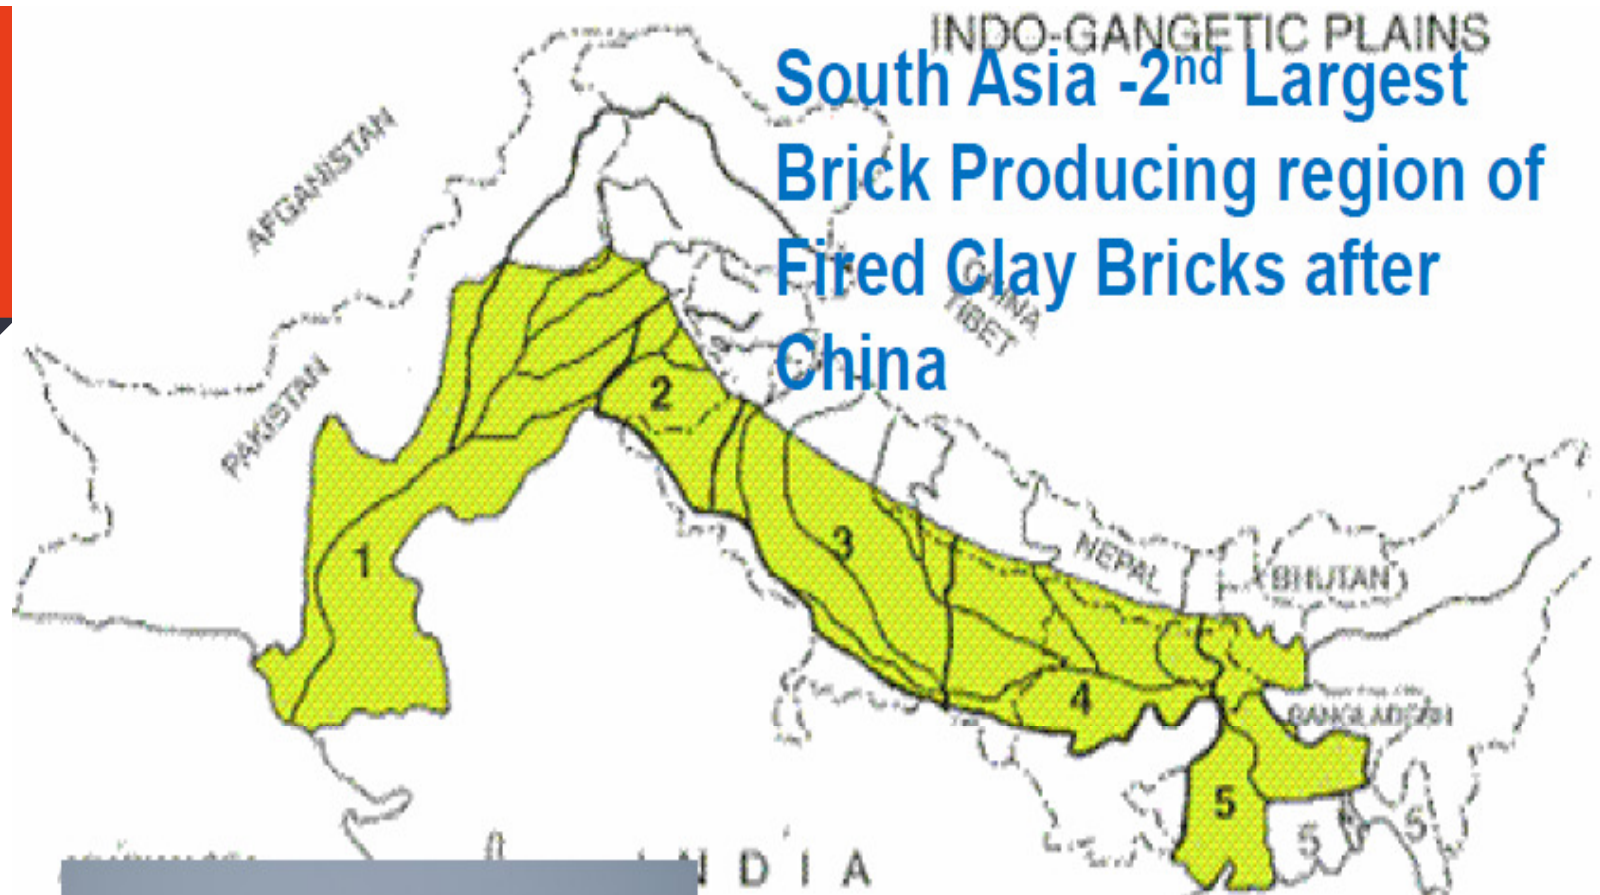 INDO-GANGETIC PLAINS
South Asia -2nd Largest
Brick Producing region of
Fired Clay Bricks after
China
AFGANISTAN
CHINA
TIBET
PAKISTAN
2
3
1
NEPAL
BHUTAN
4
BANGLADESH
5
5
5
INDIA